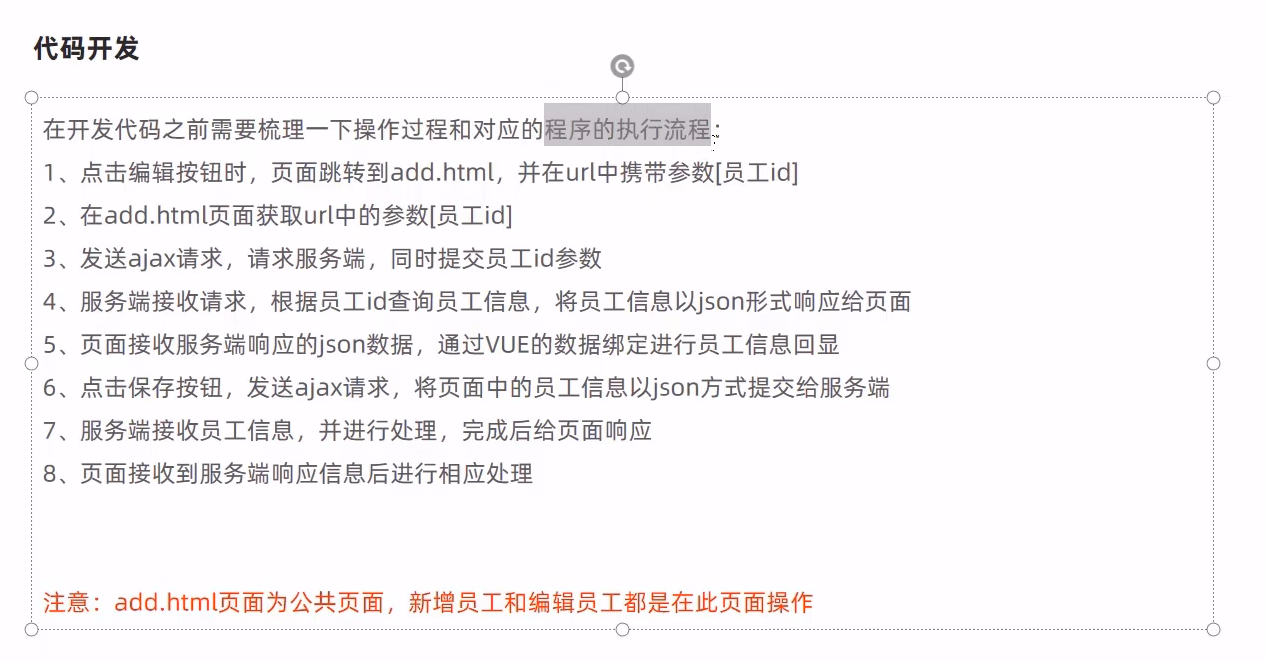 代码开发
在开发代码之前需要梳理一下操作过程和对应的程序的执行流程：
1、点击编辑按钮时，页面跳转到add.html，并在url中携带参数[员工id]
2、在add.html页面获取url中的参数[员工id]
3、发送ajax请求，请求服务端，同时提交员工id参数
4、服务端接收请求，根据员工id查询员工信息，将员工信息以json形式响应给页面
5、页面接收服务端响应的json数据，通过VUE的数据绑定进行员工信息回显
6、点击保存按钮，发送ajax请求，将页面中的员工信息以json方式提交给服务端
7、服务端接收员工信息，并进行处理，完成后给页面响应
8、页面接收到服务端响应信息后进行相应处理
注意：add.html页面为公共页面，新增员工和编辑员工都是在此页面操作